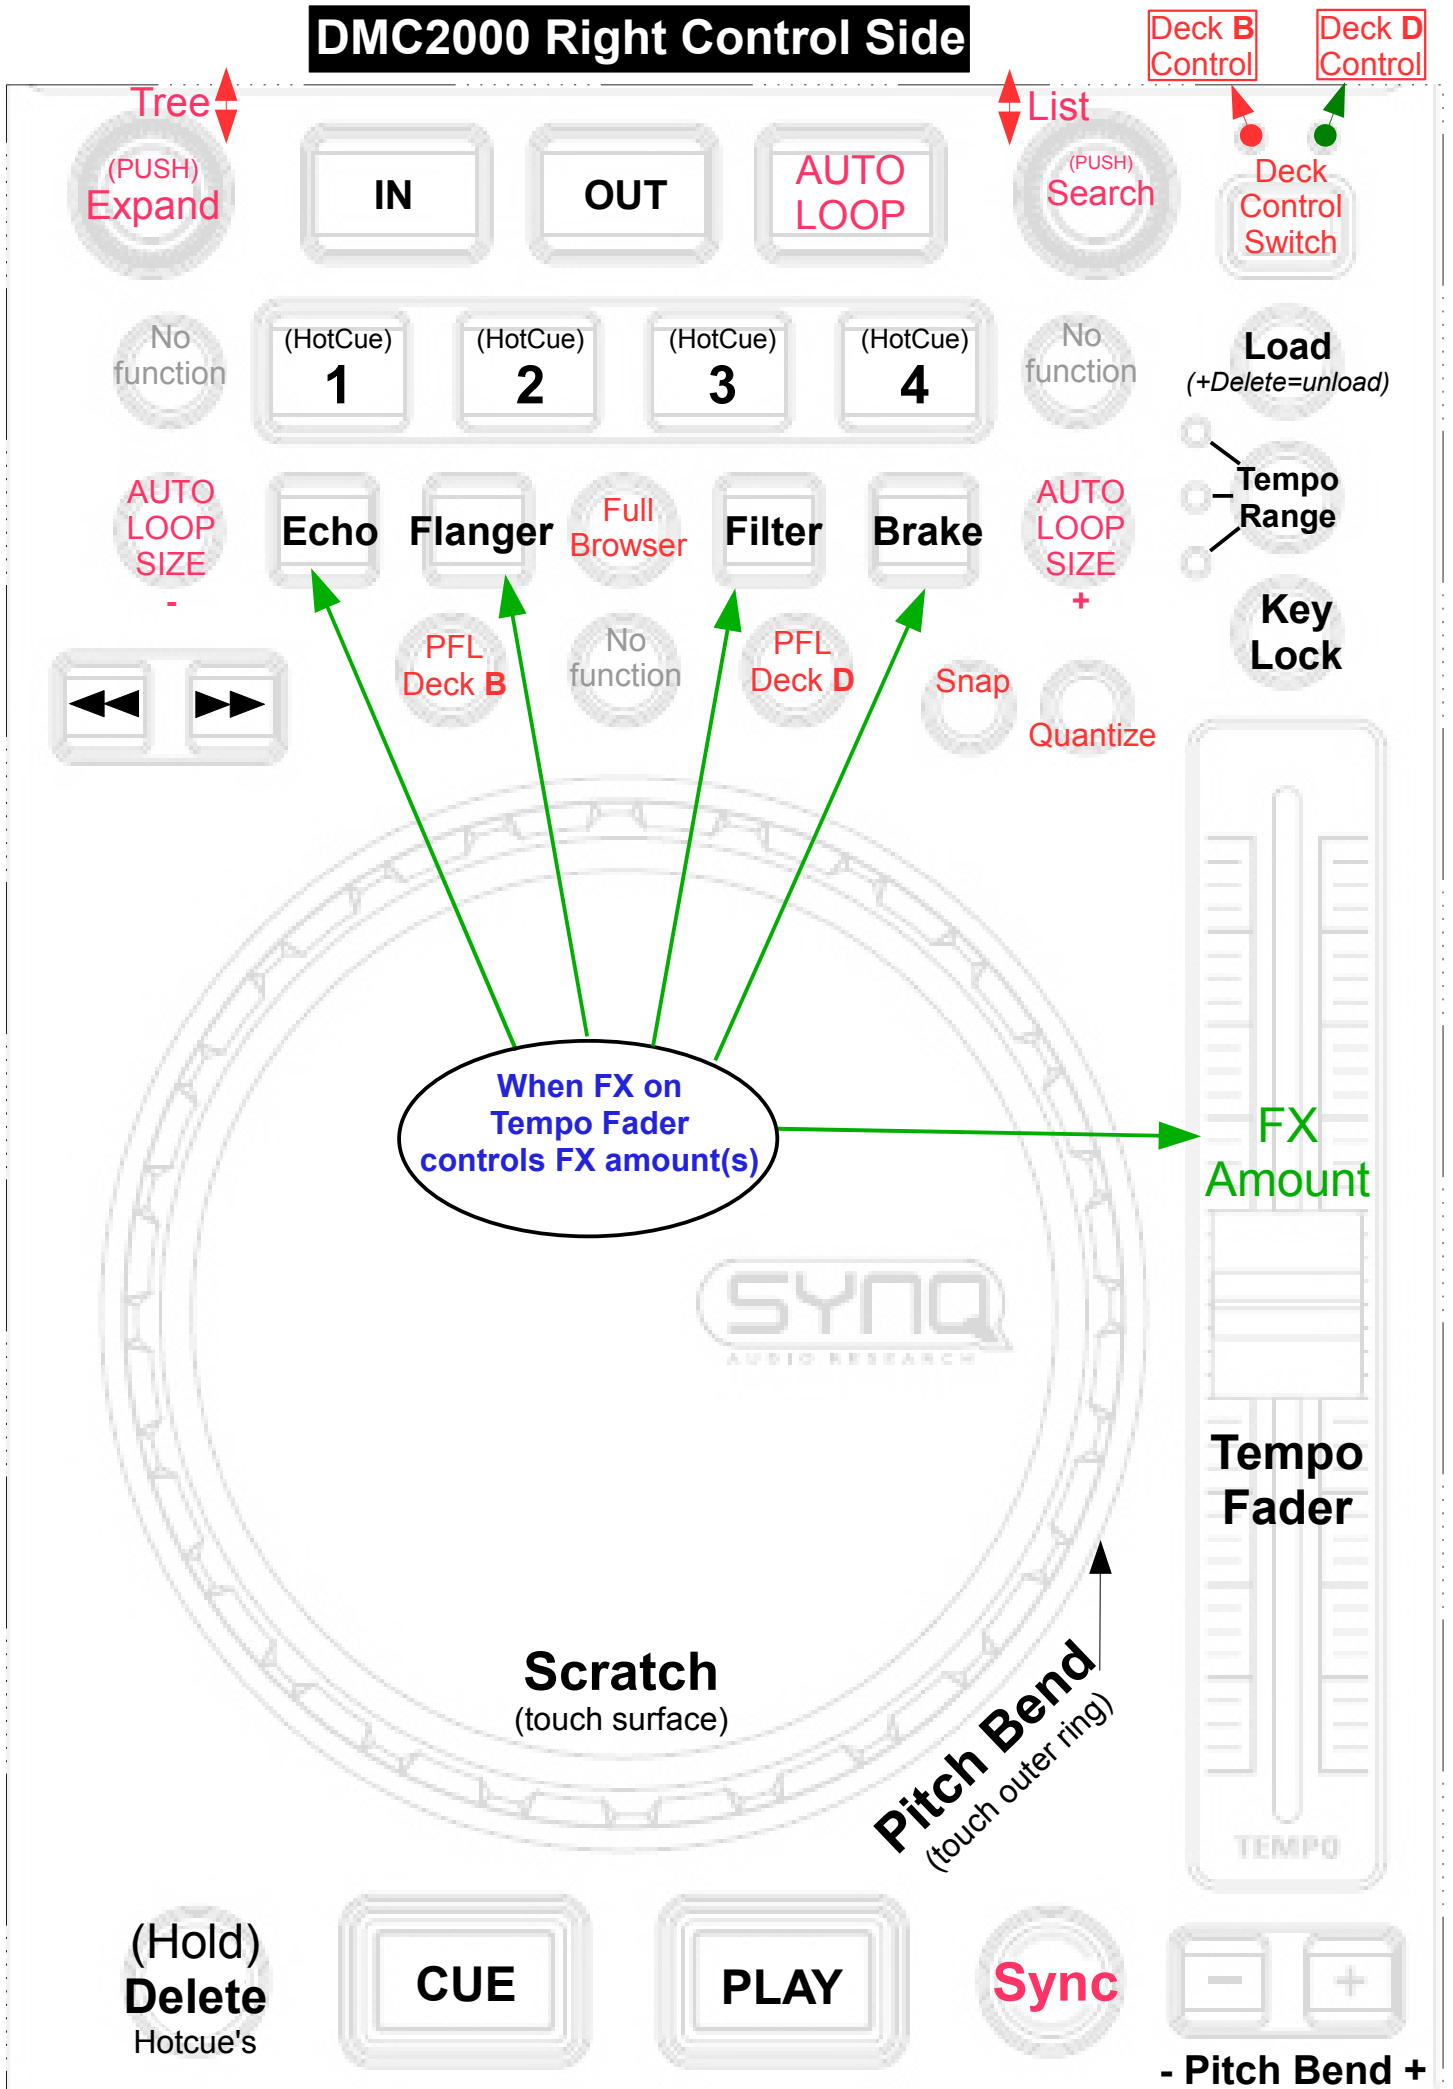 DMC2000 Right Control Side
Deck B
Control
Deck D
Control
Tree
List
(PUSH)
Expand
IN
OUT
AUTO
LOOP
(PUSH)
Search
Deck
Control
Switch
No
function
(HotCue)
1
(HotCue)
2
(HotCue)
3
(HotCue)
4
No
function
Load
(+Delete=unload)
AUTO
LOOP
SIZE
-
Echo
Flanger
Full
Browser
Filter
Brake
AUTO
LOOP
SIZE
+
Tempo
Range
PFL
Deck B
No
function
PFL
Deck D
Snap
Quantize
Key
Lock
When FX on
Tempo Fader
controls FX amount(s)
FX
Amount
SYNQ
AUDIO RESEARCH
Tempo
Fader
Scratch
(touch surface)
Pitch Bend
(touch outer ring)
TEMPO
(Hold)
Delete
Hotcue's
CUE
PLAY
Sync
- +
- Pitch Bend +